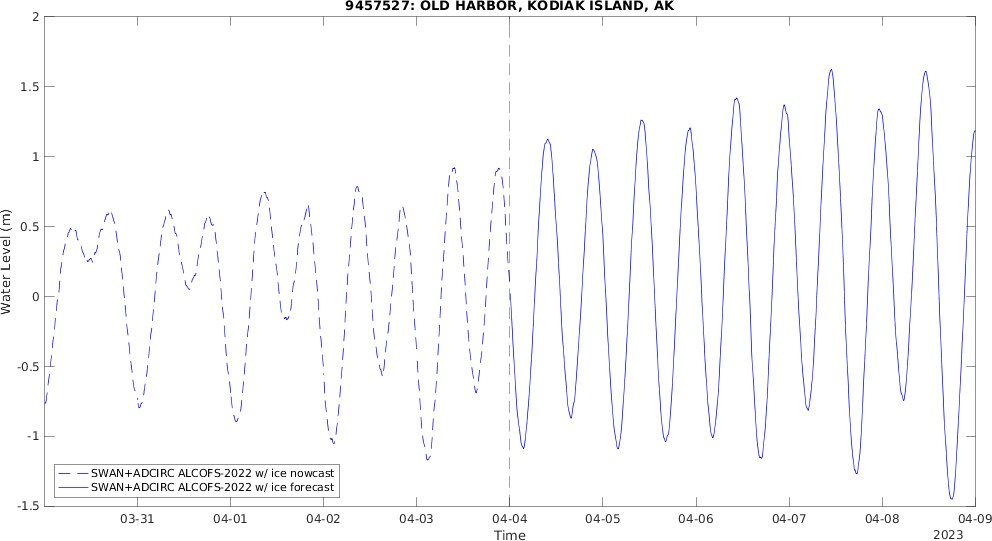 9457527: OLD HARBOR, KODIAK ISLAND, AK
2
1.5
1
0.5
0
-0.5
-1
-1.5
Water Level (m)
SWAN+ADCIRC ALCOFS-2022 w/ ice nowcast
SWAN+ADCIRC ALCOFS-2022 w/ ice forecast
03-31 04-01 04-02 04-03 04-04 04-05 04-06 04-07 04-08 04-09
Time
2023